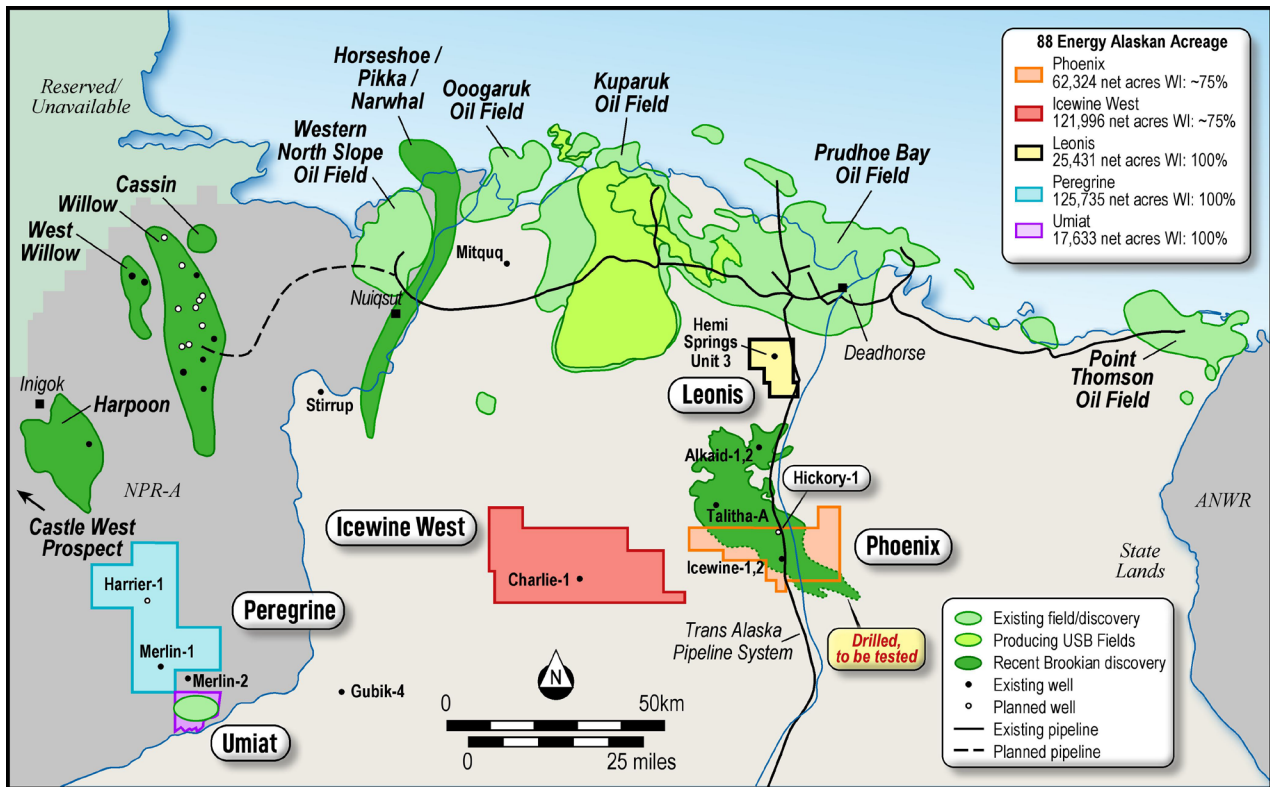 Reserved/
Unavailable
Horseshoe /
Pikka /
Narwhal
Ooogaruk
Oil Field
Kuparuk
Oil Field
Western
North Slope
Oil Field
Prudhoe Bay
Oil Field
88 Energy Alaskan Acreage
Phoenix
62,324 net acres WI: ~75%
Icewine West
121,996 net acres WI: ~75%
Leonis
25,431 net acres WI: 100%
Peregrine
125,735 net acres WI: 100%
Umiat
17,633 net acres WI: 100%
Cassin
Willow
West
Willow
Mitquq
Nuiqsut
Hemi
Springs
Unit 3
Deadhorse
Point
Thomson
Oil Field
Leonis
Inigok
Harpoon
Stirrup
Alkaid-1,2
Hickory-1
NPR-A
Talitha-A
ANWR
Castle West
Prospect
Icewine West
Phoenix
State
Lands
Harrier-1
Charlie-1
Icewine-1,2
Peregrine
Trans Alaska
Pipeline System
Drilled,
to be tested
Merlin-1
Merlin-2
Gubik-4
Umiat
N
0 50km
0 25 miles
Existing field/discovery
Producing USB Fields
Recent Brookian discovery
Existing well
Planned well
Existing pipeline
Planned pipeline